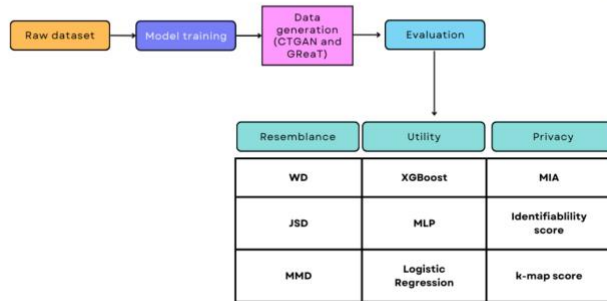 Raw dataset
Model training
Data
generation
(CTGAN and
GReaT)
Evaluation
Resemblance
Utility
Privacy
WD
XGBoost
MIA
JSD
MLP
Identifiablility
score
MMD
Logistic
Regression
k-map score